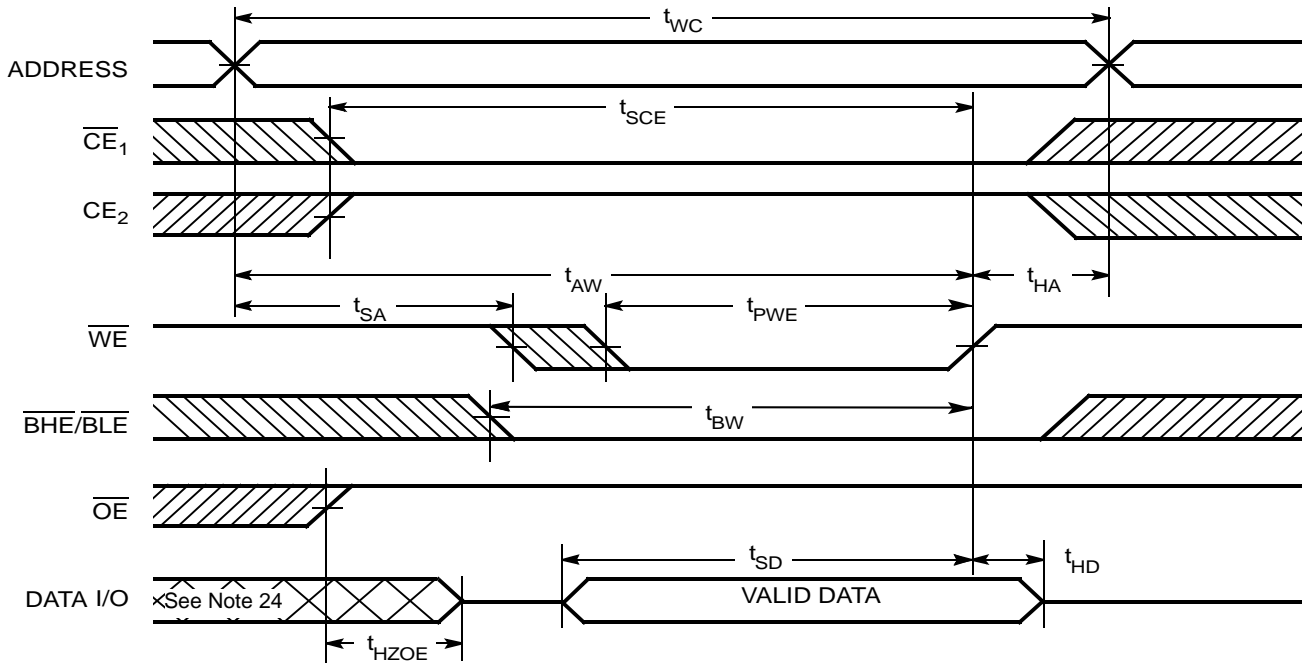 tWC
ADDRESS
tSCE
CE1
CE2
tAW
tHA
tSA
tPWE
WE
BHE/BLE
tBW
OE
tSD
tHD
DATA I/O
See Note 24
VALID DATA
tHZOE